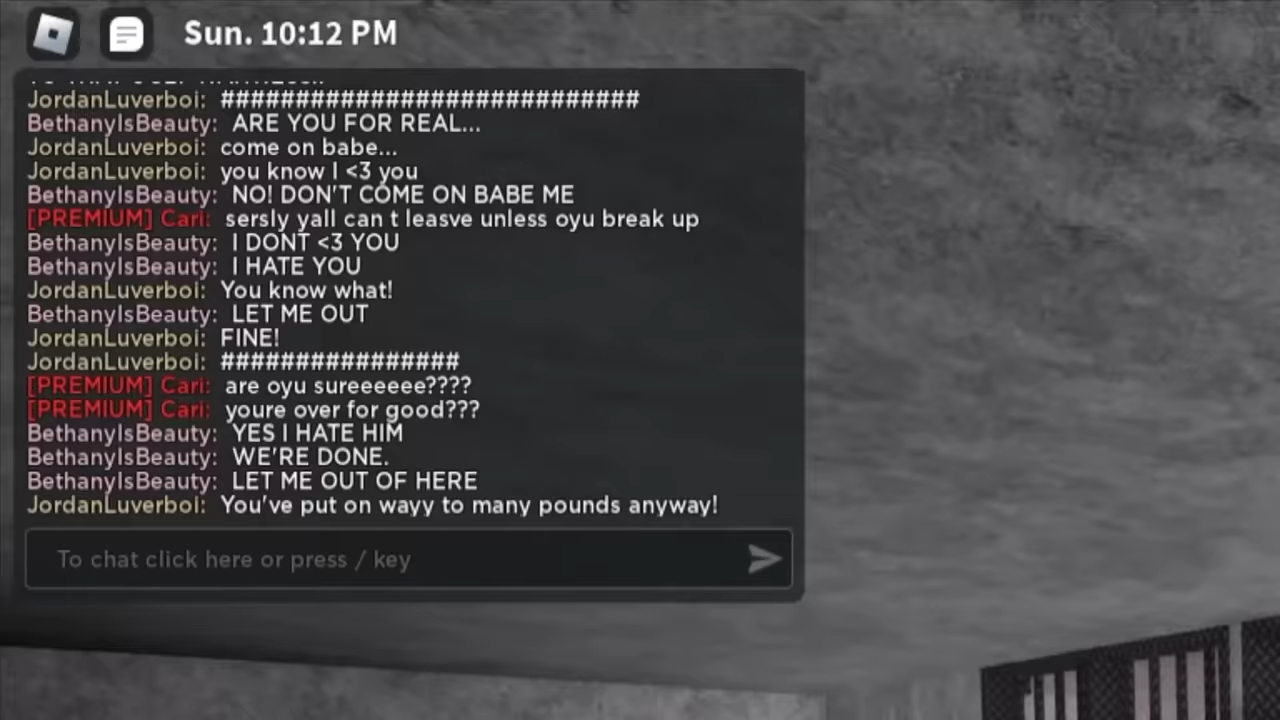 Sun. 10:12 PM
JordanLuverboi: ############################
BethanyIsBeauty: ARE YOU FOR REAL...
JordanLuverboi: come on babe...
JordanLuverboi: you know I <3 you
BethanyIsBeauty: NO! DON'T COME ON BABE ME
[PREMIUM] Cari: sersly yall can t leasve unless oyu break up
BethanyIsBeauty: I DONT <3 YOU
BethanyIsBeauty: I HATE YOU
JordanLuverboi: You know what!
BethanyIsBeauty: LET ME OUT
JordanLuverboi: FINE!
JordanLuverboi: ################
[PREMIUM] Cari: are oyu sureeeeee????
[PREMIUM] Cari: youre over for good???
BethanyIsBeauty: YES I HATE HIM
BethanyIsBeauty: WE'RE DONE.
BethanyIsBeauty: LET ME OUT OF HERE
JordanLuverboi: You've put on wayy to many pounds anyway!
To chat click here or press / key